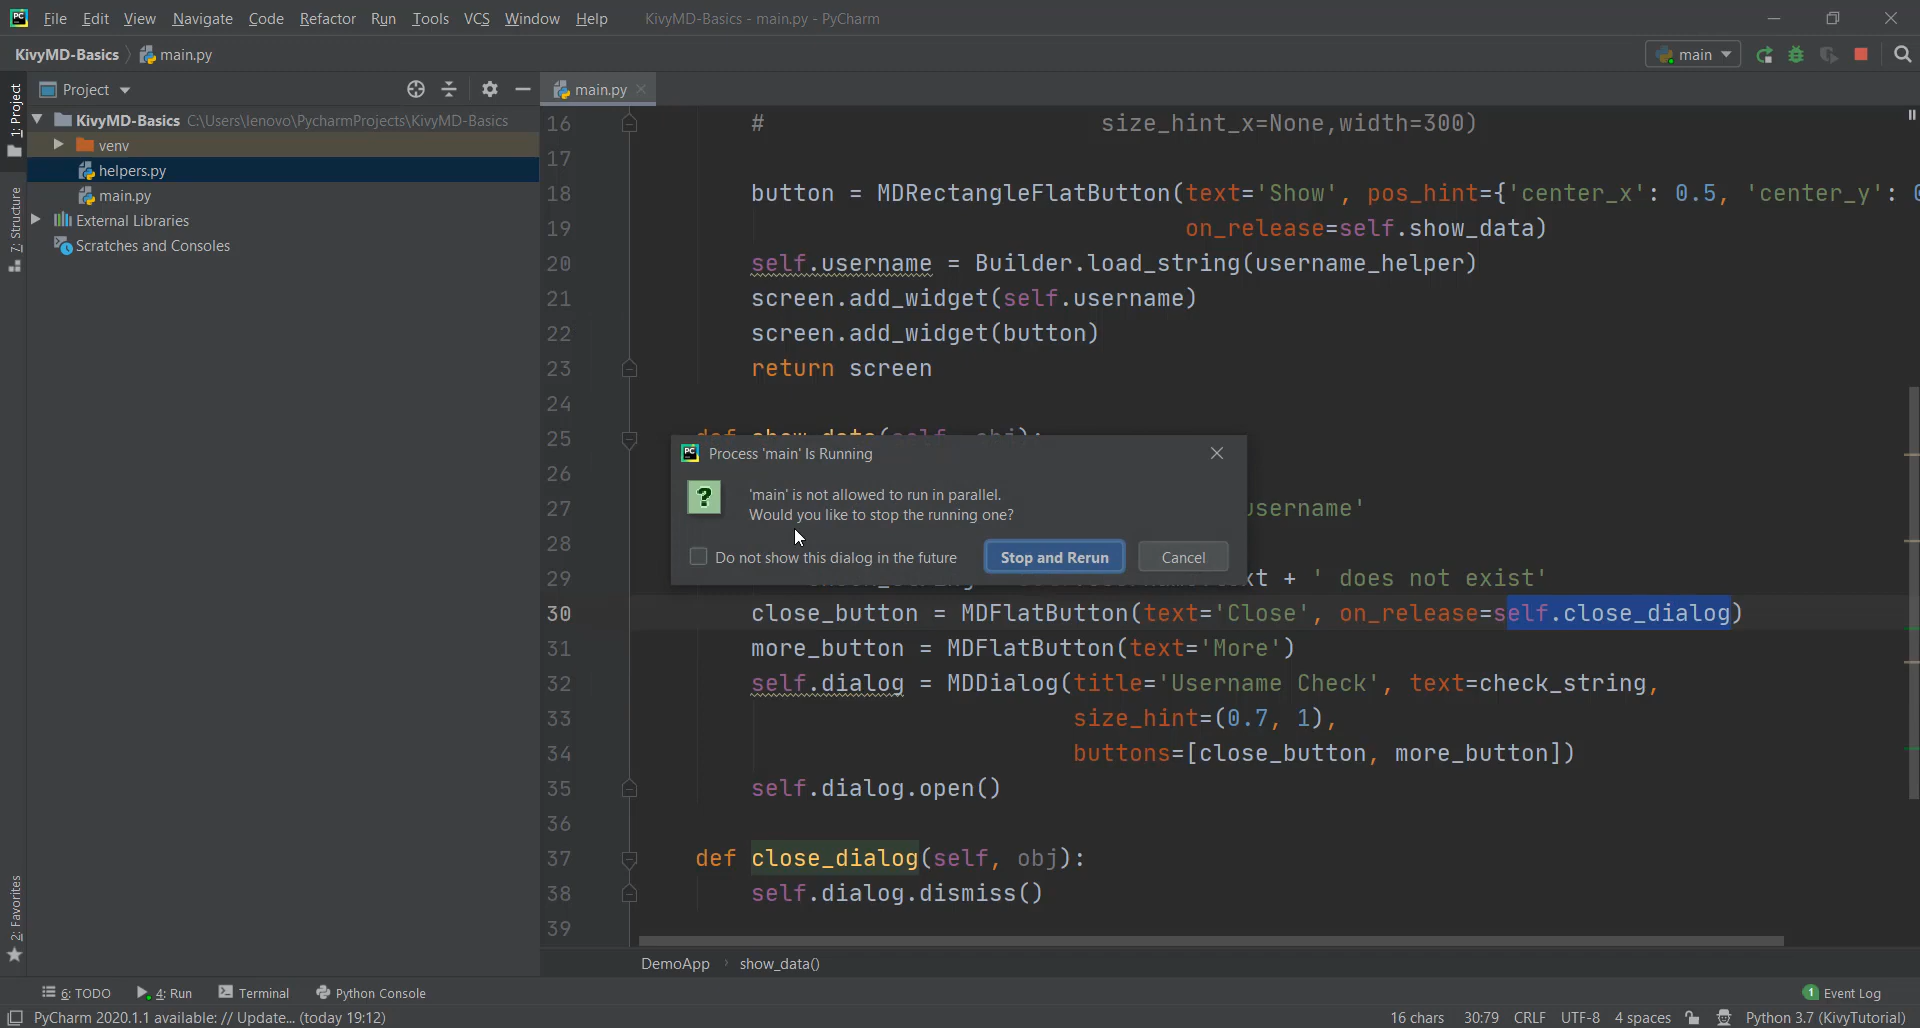 File Edit View Navigate Code Refactor Run Tools VCS Window Help KivyMD-Basics - main.py - PyCharm
KivyMD-Basics main.py main
1: Project
Project
main.py
KivyMD-Basics C:\Users\lenovo\PycharmProjects\KivyMD-Basics
venv
helpers.py
main.py
External Libraries
Scratches and Consoles
7: Structure
2: Favorites
16 # size_hint_x=None,width=300)
17
18 button = MDRectangleFlatButton(text='Show', pos_hint={'center_x': 0.5, 'center_y':
19 on_release=self.show_data)
20 self.username = Builder.load_string(username_helper)
21 screen.add_widget(self.username)
22 screen.add_widget(button)
23 return screen
24
25 def show_data(self, obj):
26
Process 'main' Is Running
'main' is not allowed to run in parallel.
Would you like to stop the running one?
Do not show this dialog in the future Stop and Rerun Cancel
27 username'
28
29 + ' does not exist'
30 close_button = MDFlatButton(text='Close', on_release=self.close_dialog)
31 more_button = MDFlatButton(text='More')
32 self.dialog = MDDialog(title='Username Check', text=check_string,
33 size_hint=(0.7, 1),
34 buttons=[close_button, more_button])
35 self.dialog.open()
36
37 def close_dialog(self, obj):
38 self.dialog.dismiss()
39
DemoApp show_data()
6: TODO 4: Run Terminal Python Console 1 Event Log
PyCharm 2020.1.1 available: // Update... (today 19:12) 16 chars 30:79 CRLF UTF-8 4 spaces Python 3.7 (KivyTutorial)